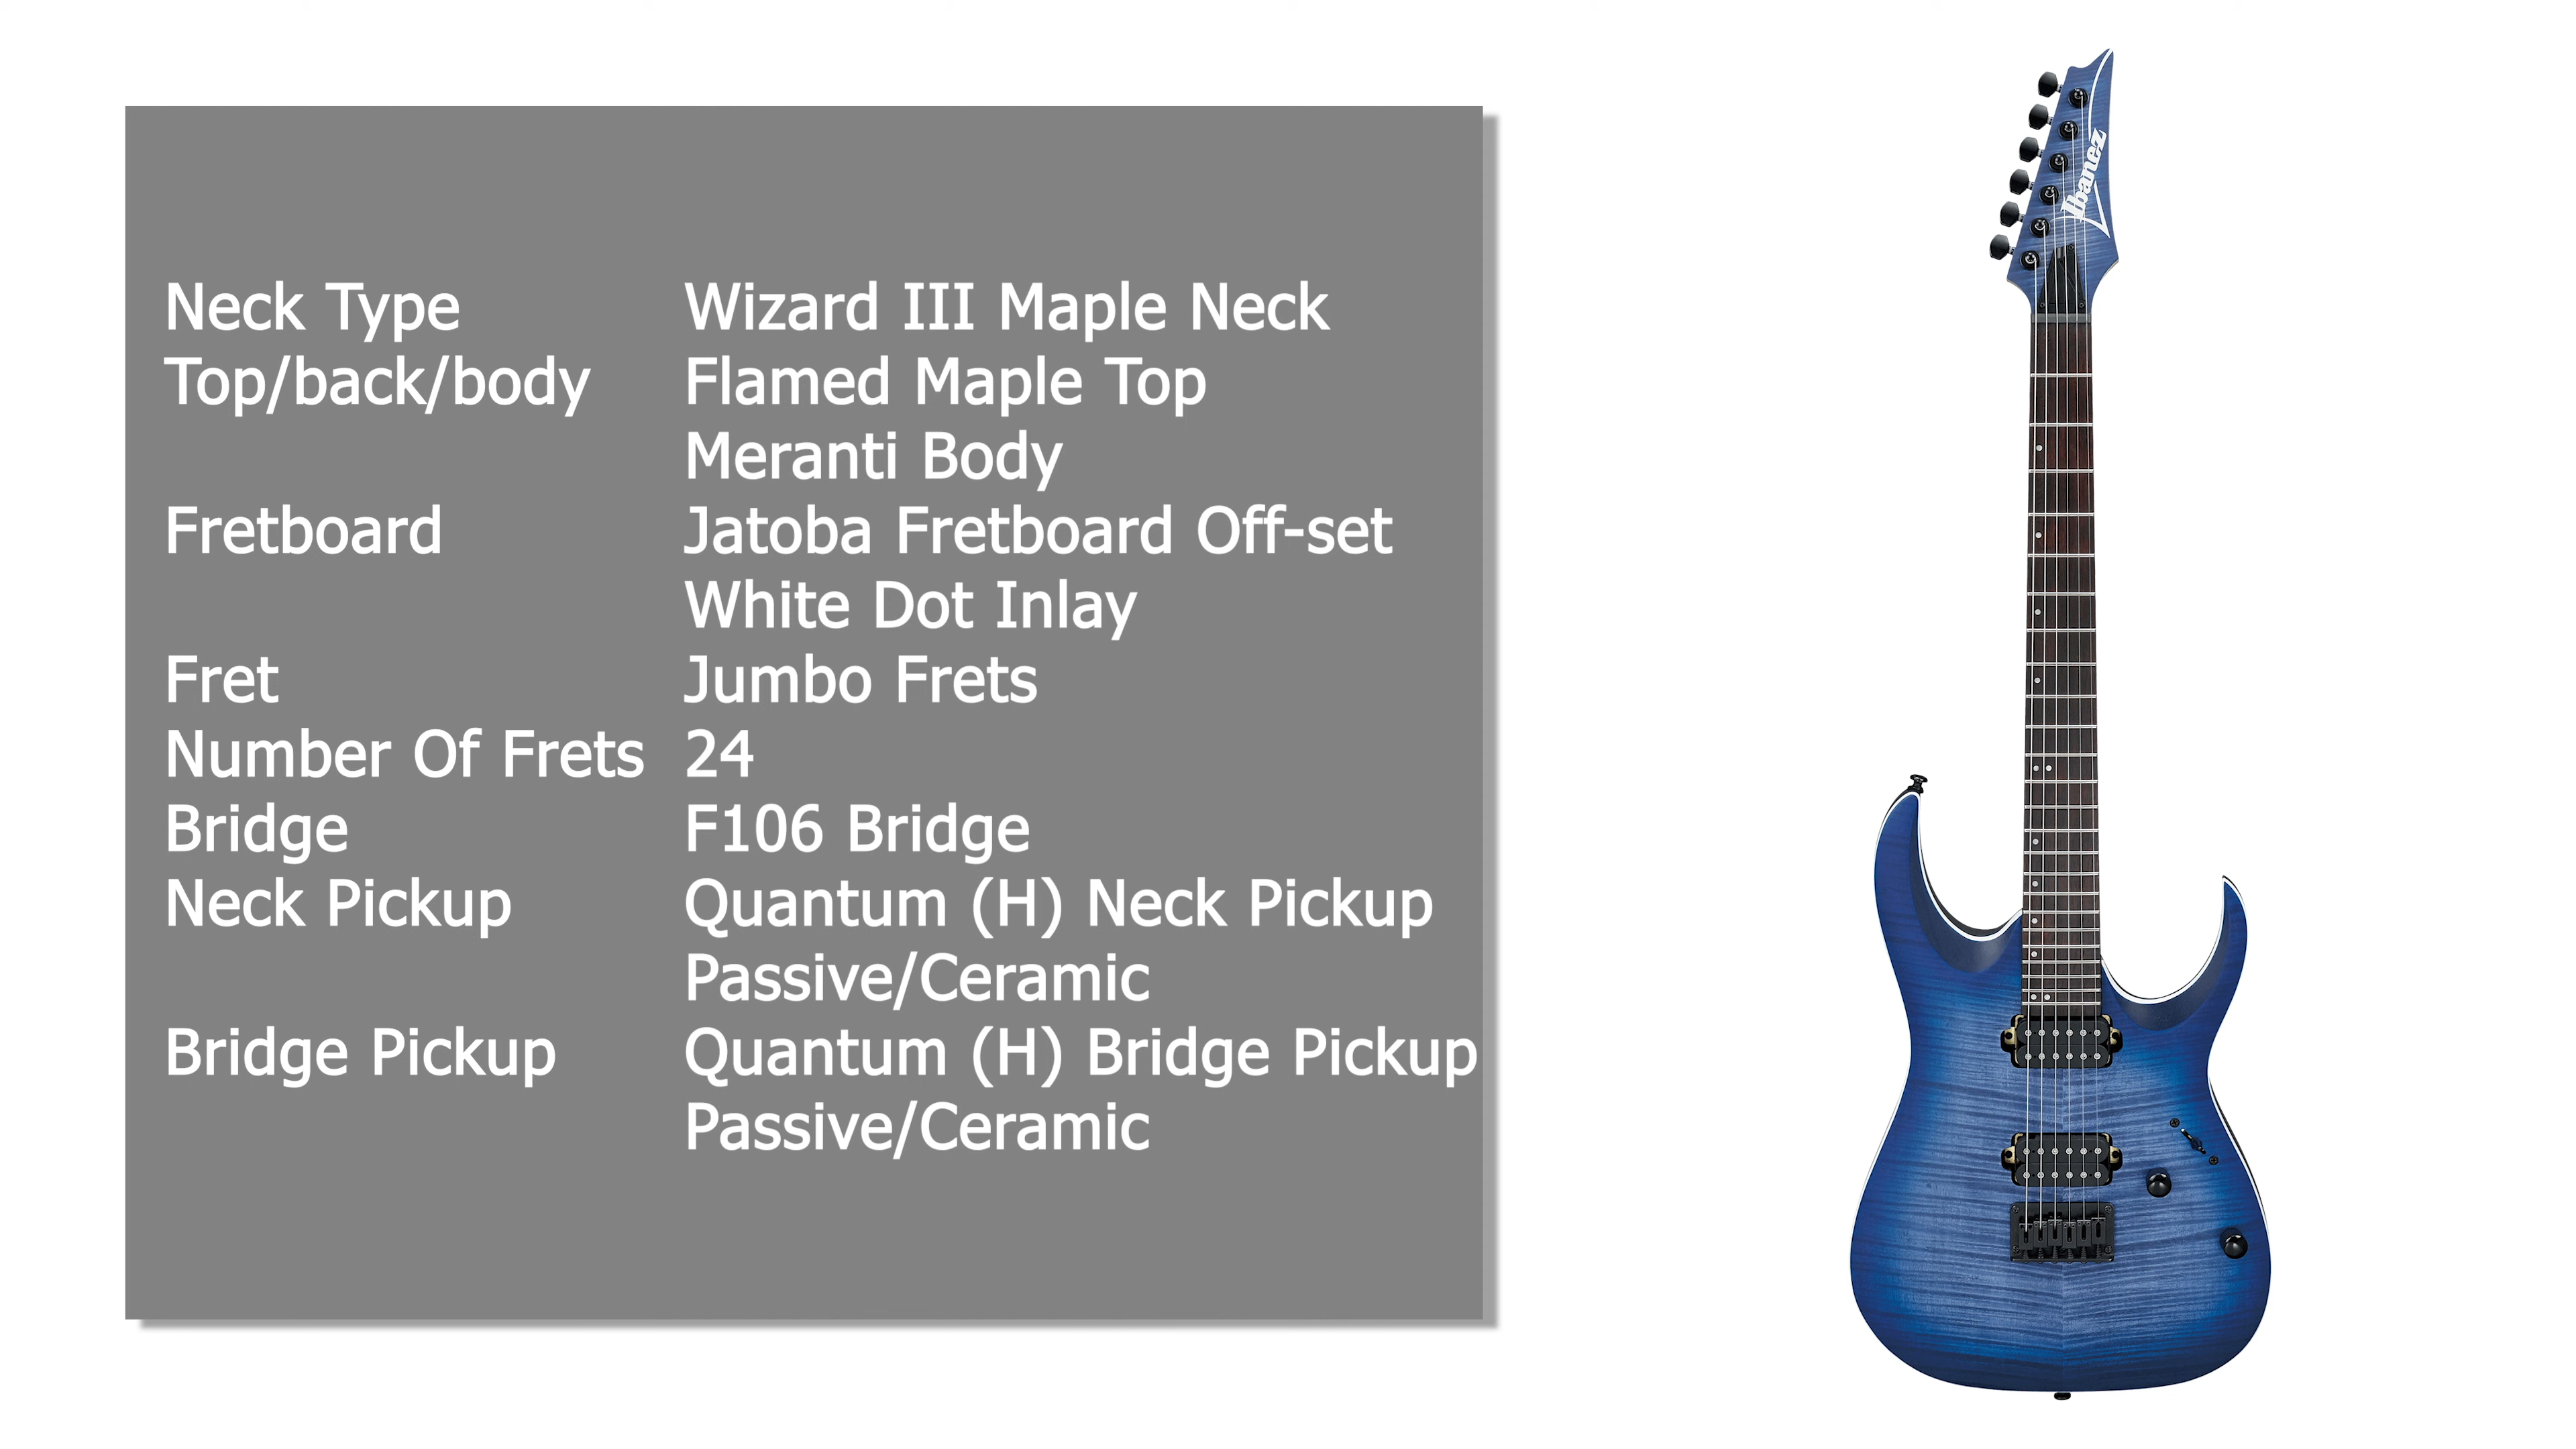 Neck Type Wizard III Maple Neck
Top/back/body Flamed Maple Top
Meranti Body
Fretboard Jatoba Fretboard Off-set
White Dot Inlay
Fret Jumbo Frets
Number Of Frets 24
Bridge F106 Bridge
Neck Pickup Quantum (H) Neck Pickup
Passive/Ceramic
Bridge Pickup Quantum (H) Bridge Pickup
Passive/Ceramic
Ibanez